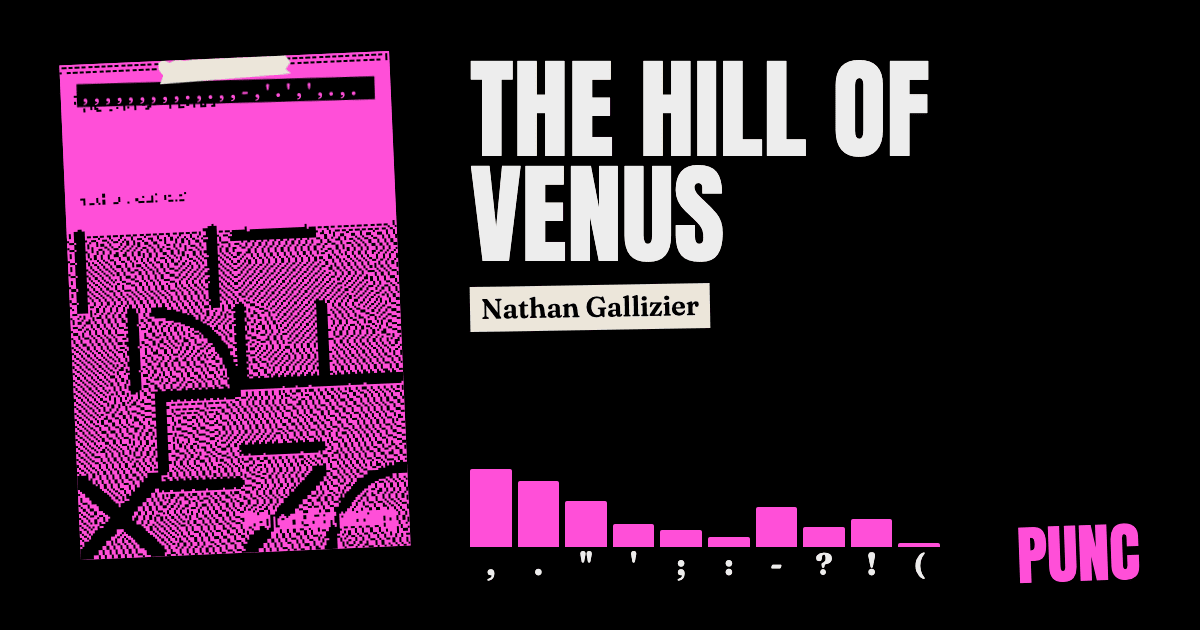 THE HILL OF
VENUS
Nathan Gallizier
, . " ' ; : - ? ! (
PUNC